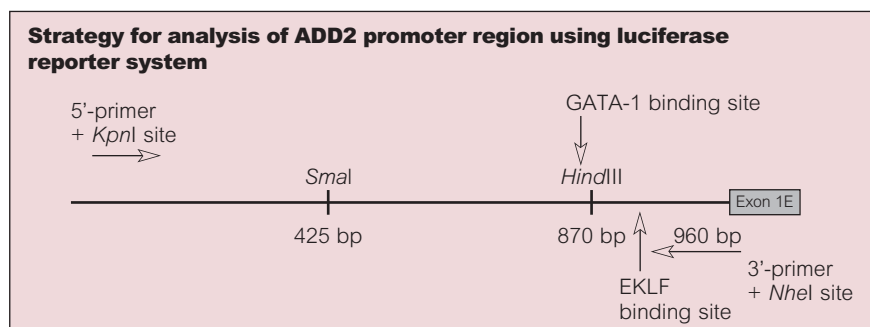 Strategy for analysis of ADD2 promoter region using luciferase
reporter system
GATA-1 binding site
5'-primer
+ KpnI site
SmaI
HindIII
Exon 1E
425 bp
870 bp
960 bp
3'-primer
+ NheI site
EKLF
binding site